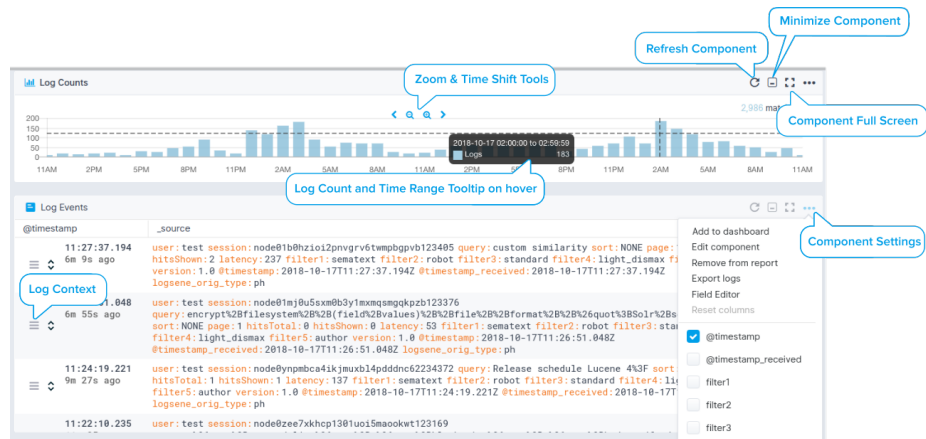 Minimize Component
Refresh Component
Log Counts
Zoom & Time Shift Tools
2,986 mat
Component Full Screen
200
150
100
50
0
2018-10-17 02:00:00 to 02:59:59
Logs 183
11AM 2PM 5PM 8PM 11PM 2AM 5AM 8AM 11AM 2PM 5PM 8PM 11PM 2AM 5AM 8AM 11AM
Log Count and Time Range Tooltip on hover
Log Events
Component Settings
@timestamp _source
Add to dashboard
Edit component
Remove from report
Export logs
Field Editor
Reset columns
@timestamp
@timestamp_received
filter1
filter2
filter3
11:27:37.194 user: test session: node01b0hzioi2pnvgrv6twmpbgpvb123405 query: custom similarity sort: NONE page:
6m 9s ago hitsShown: 2 latency: 237 filter1: sematext filter2: robot filter3: standard filter4: light_dismax
version: 1.0 @timestamp: 2018-10-17T11:27:37.194Z @timestamp_received: 2018-10-17T11:27:37.194Z
logsene_orig_type: ph
Log Context
1.048 user: test session: node01mj0u5sxm0b3y1mxmqsmgqkpzb123376
6m 55s ago query: encrypt%2Bfilesystem%2B%2B(field%2Bvalues)%2B%2Bfile%2B%2Bformat%2B%2B%26quot%3BSolr%2Bs
sort: NONE page: 1 hitsTotal: 0 hitsShown: 0 latency: 53 filter1: sematext filter2: robot filter3: sta
filter4: light_dismax filter5: author version: 1.0 @timestamp: 2018-10-17T11:26:51.048Z
@timestamp_received: 2018-10-17T11:26:51.048Z logsene_orig_type: ph
11:24:19.221 user: test session: node0ynpmbca4ikjmuxbl4pdddnc62234372 query: Release schedule Lucene 4%3F sort:
9m 27s ago hitsTotal: 1 hitsShown: 1 latency: 137 filter1: sematext filter2: robot filter3: standard filter4: li
filter5: author version: 1.0 @timestamp: 2018-10-17T11:24:19.221Z @timestamp_received: 2018-10-17T
logsene_orig_type: ph
11:22:10.235 user: test session: node0zee7xkhcp1301uoi5maookwt123169